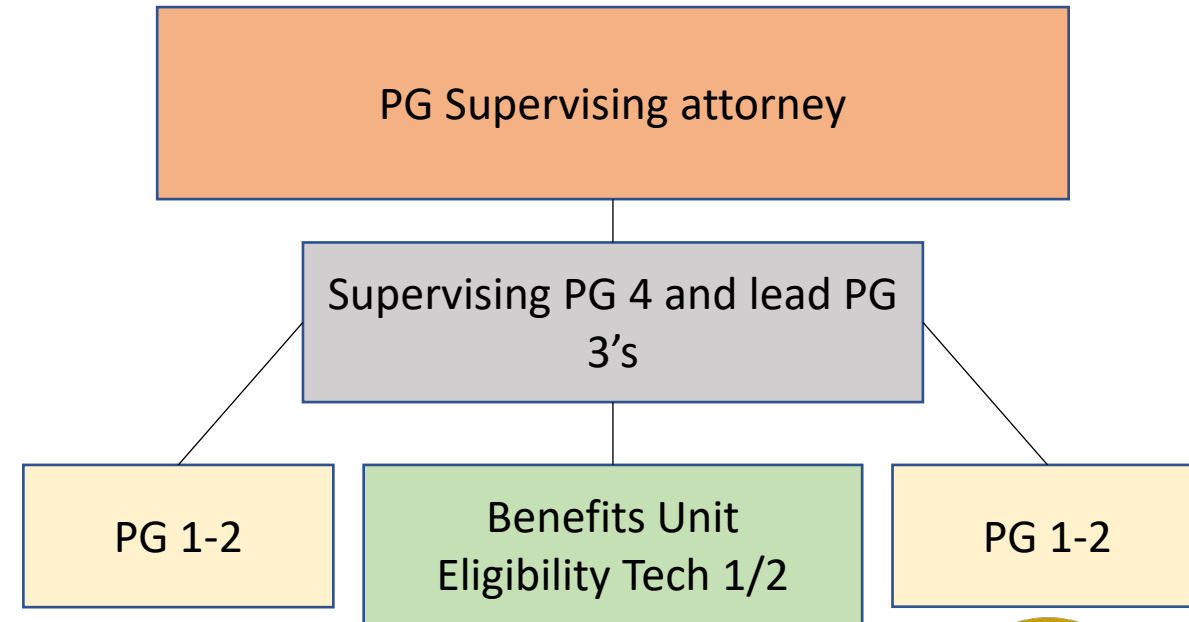 PG Supervising attorney
Supervising PG 4 and lead PG
3’s
PG 1-2
Benefits Unit
Eligibility Tech 1/2
PG 1-2